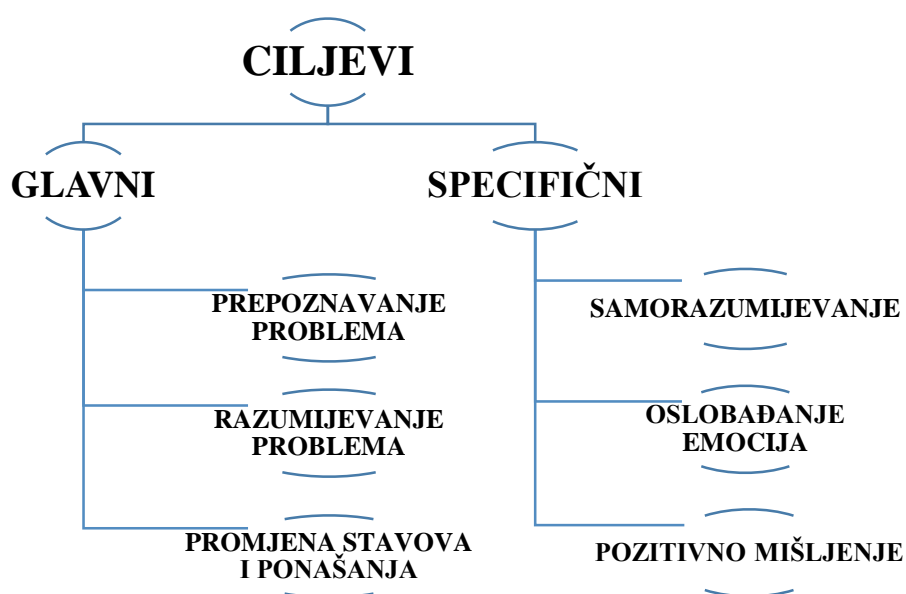 CILJEVI
GLAVNI
PREPOZNAVANJE
PROBLEMA
RAZUMIJEVANJE
PROBLEMA
PROMJENA STAVOVA
I PONAŠANJA
SPECIFIČNI
SAMORAZUMIJEVANJE
OSLOBAĐANJE
EMOCIJA
POZITIVNO MIŠLJENJE